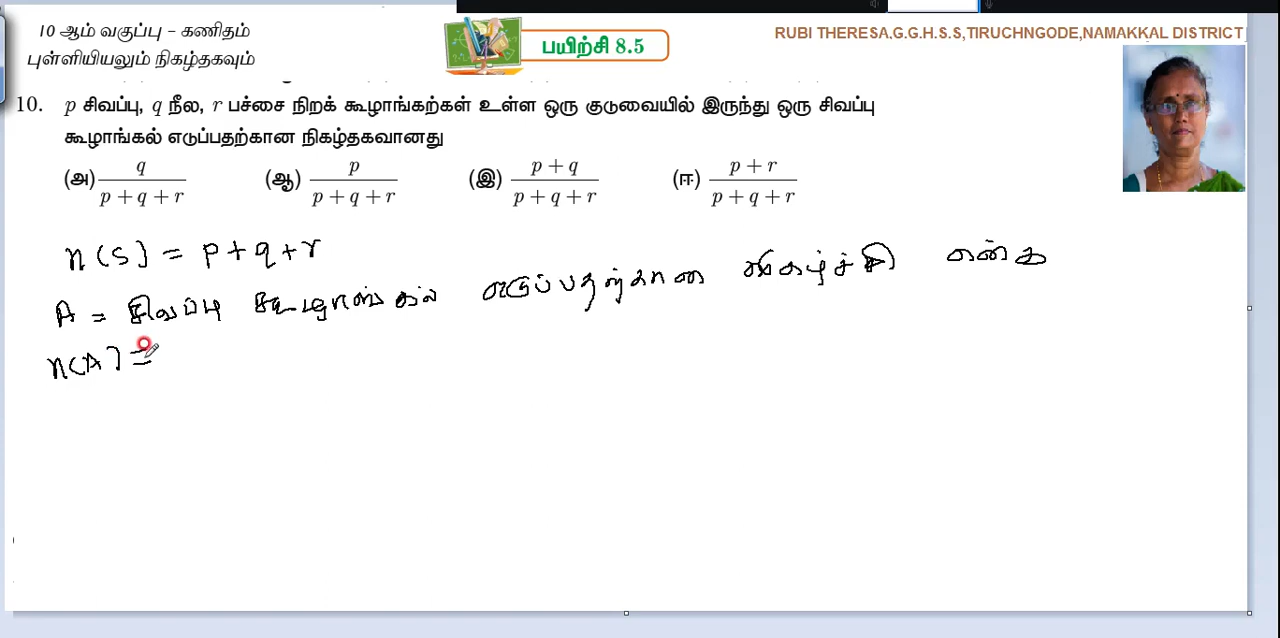 10 ஆம் வகுப்பு – கணிதம்
புள்ளியியலும் நிகழ்தகவும்
பயிற்சி 8.5
RUBI THERESA,G.G.H.S.S,TIRUCHNGODE,NAMAKKAL DISTRICT
10. p சிவப்பு, q நீல, r பச்சை நிறக் கூழாங்கற்கள் உள்ள ஒரு குடுவையில் இருந்து ஒரு சிவப்பு
கூழாங்கல் எடுப்பதற்கான நிகழ்தகவானது
(அ) q/(p + q + r) (ஆ) p/(p + q + r) (இ) (p + q)/(p + q + r) (ஈ) (p + r)/(p + q + r)
n(S) = p+q+r
A = சிவப்பு கூழாங்கல் எடுப்பதற்கான நிகழ்ச்சி என்க
n(A) =